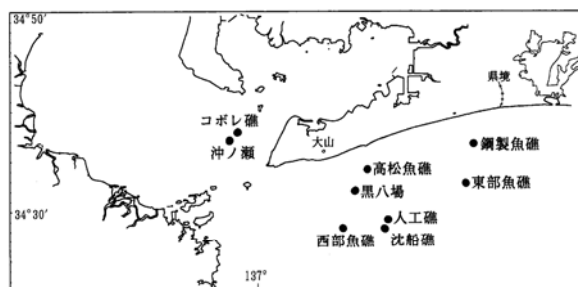 34°50'
県境
コボレ礁
大山
沖ノ瀬
鋼製魚礁
高松魚礁
東部魚礁
黒八場
34°30'
人工礁
西部魚礁
沈船礁
137°